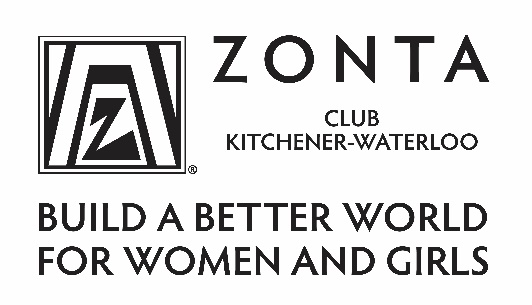 ZONTA
CLUB
KITCHENER-WATERLOO
®
BUILD A BETTER WORLD
FOR WOMEN AND GIRLS